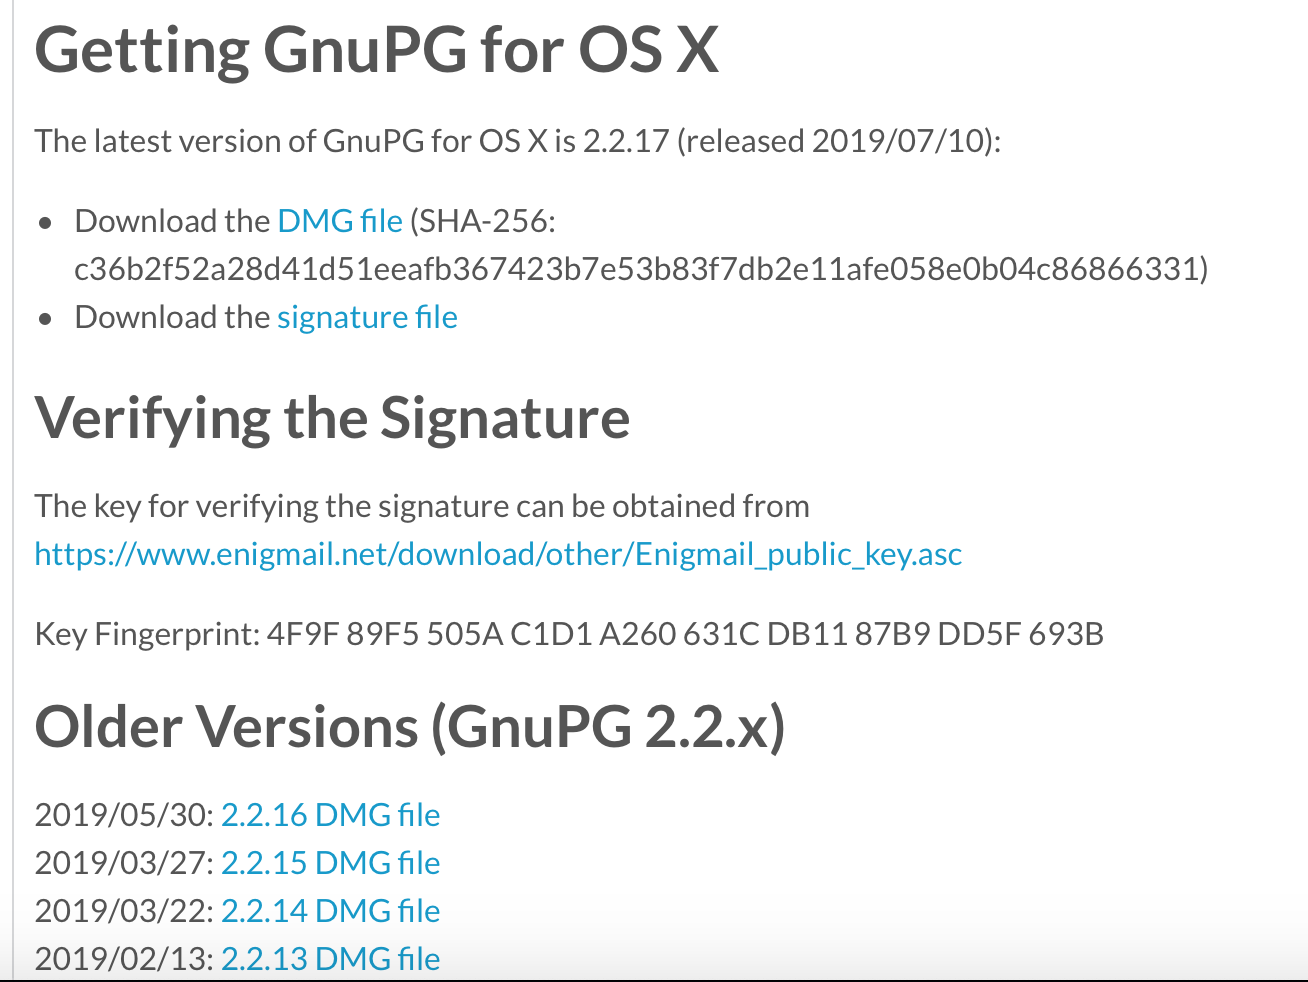 Getting GnuPG for OS X
The latest version of GnuPG for OS X is 2.2.17 (released 2019/07/10):
• Download the DMG file (SHA-256:
c36b2f52a28d41d51eeafb367423b7e53b83f7db2e11afe058e0b04c86866331)
• Download the signature file
Verifying the Signature
The key for verifying the signature can be obtained from
https://www.enigmail.net/download/other/Enigmail_public_key.asc
Key Fingerprint: 4F9F 89F5 505A C1D1 A260 631C DB11 87B9 DD5F 693B
Older Versions (GnuPG 2.2.x)
2019/05/30: 2.2.16 DMG file
2019/03/27: 2.2.15 DMG file
2019/03/22: 2.2.14 DMG file
2019/02/13: 2.2.13 DMG file